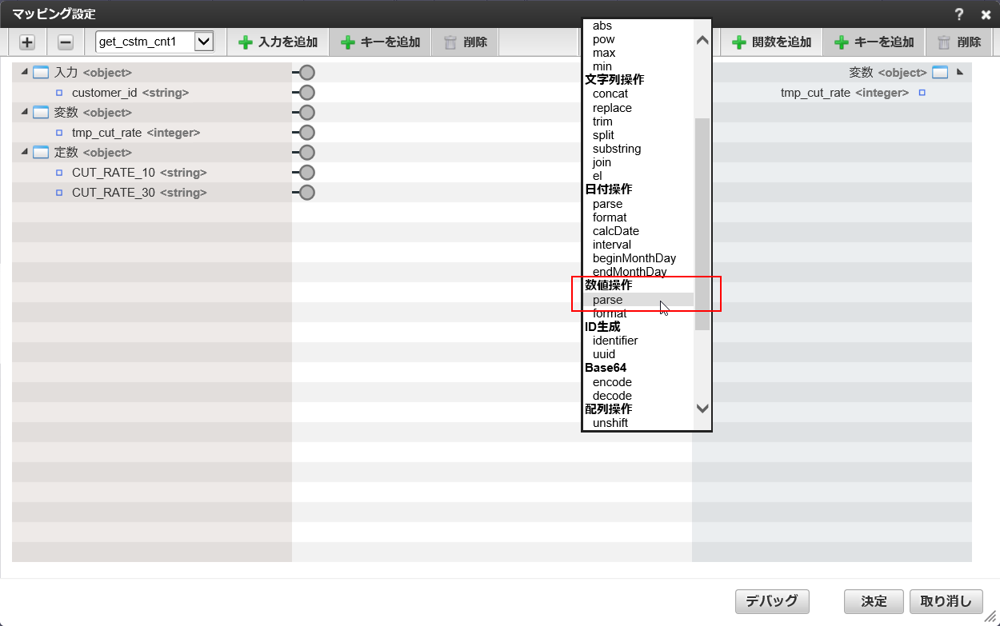 マッピング設定
?
get_cstm_cnt1
入力を追加
キーを追加
削除
関数を追加
キーを追加
削除
入力 <object>
customer_id <string>
変数 <object>
tmp_cut_rate <integer>
定数 <object>
CUT_RATE_10 <string>
CUT_RATE_30 <string>
abs
pow
max
min
文字列操作
concat
replace
trim
split
substring
join
el
日付操作
parse
format
calcDate
interval
beginMonthDay
endMonthDay
数値操作
parse
format
ID生成
identifier
uuid
Base64
encode
decode
配列操作
unshift
変数 <object>
tmp_cut_rate <integer>
デバッグ
決定
取り消し